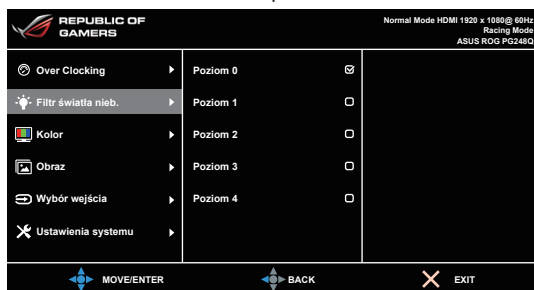 REPUBLIC OF
GAMERS
Normal Mode HDMI 1920 x 1080@ 60Hz
Racing Mode
ASUS ROG PG248Q
Over Clocking
Poziom 0
Filtr światła nieb.
Poziom 1
Kolor
Poziom 2
Obraz
Poziom 3
Wybór wejścia
Poziom 4
Ustawienia systemu
MOVE/ENTER
BACK
EXIT